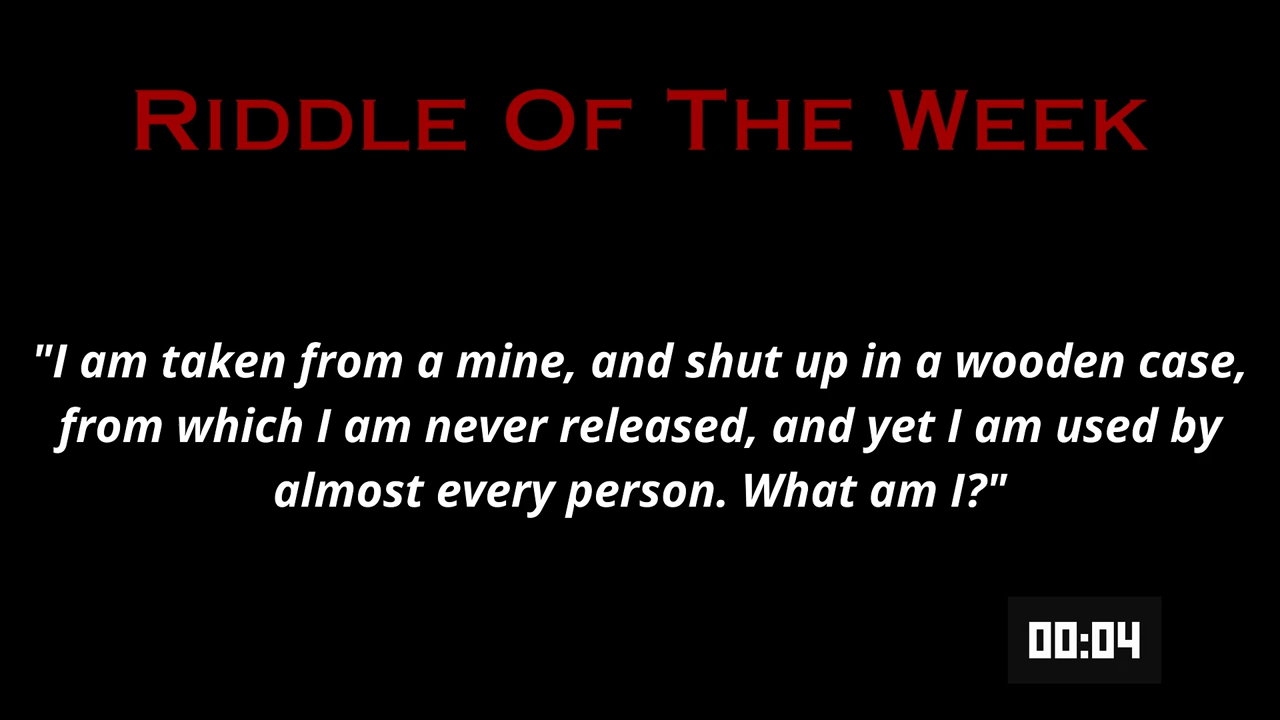 Riddle Of The Week
"I am taken from a mine, and shut up in a wooden case,
from which I am never released, and yet I am used by
almost every person. What am I?"
00:04